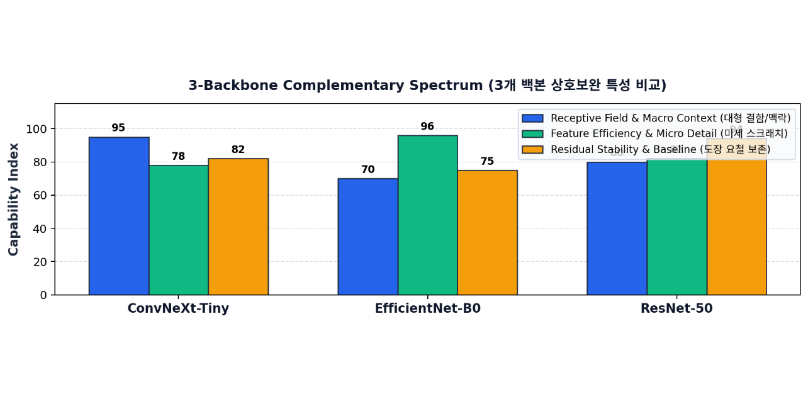 3-Backbone Complementary Spectrum (3개 백본 상호보완 특성 비교)
Capability Index
100
80
60
40
20
0
95
78
82
70
96
75
Receptive Field & Macro Context (대형 결함/맥락)
Feature Efficiency & Micro Detail (미세 스크래치)
Residual Stability & Baseline (도장 요철 보존)
ConvNeXt-Tiny
EfficientNet-B0
ResNet-50